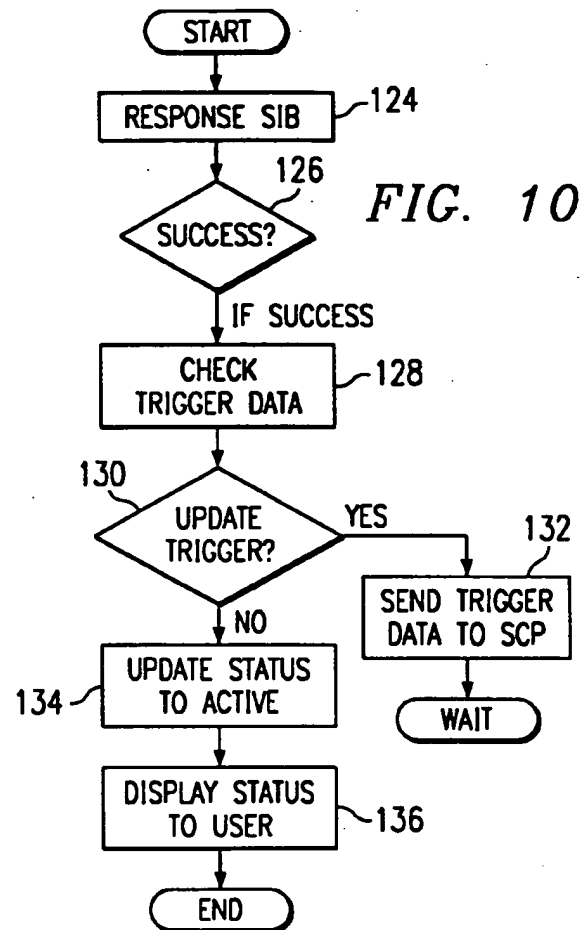 START
RESPONSE SIB
124
126
SUCCESS?
FIG. 10
IF SUCCESS
CHECK
TRIGGER DATA
128
130
UPDATE
TRIGGER?
YES
132
SEND TRIGGER
DATA TO SCP
WAIT
NO
UPDATE STATUS
TO ACTIVE
134
DISPLAY STATUS
TO USER
136
END